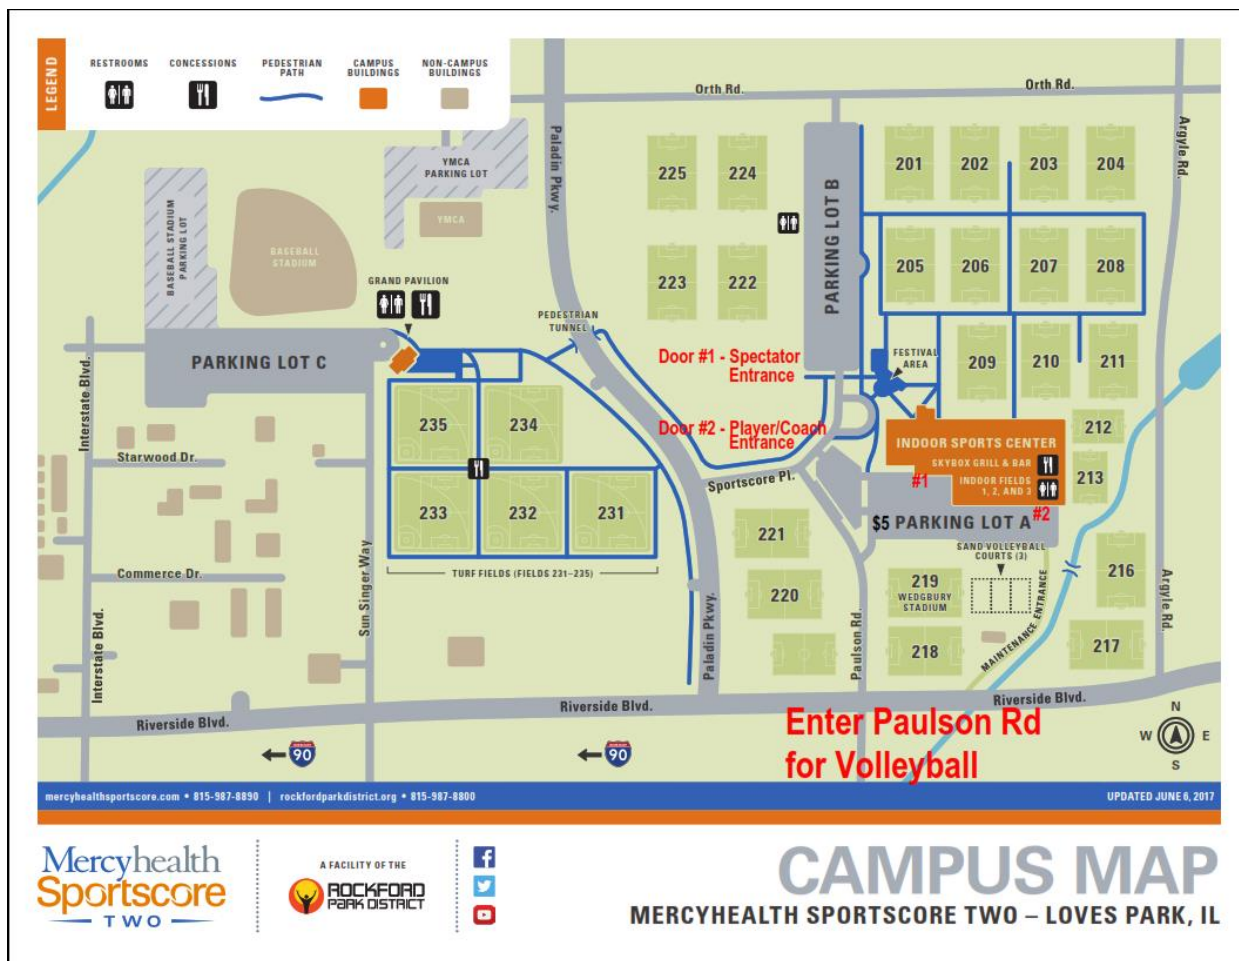 LEGEND
RESTROOMS
CONCESSIONS
PEDESTRIAN
PATH
CAMPUS
BUILDINGS
NON-CAMPUS
BUILDINGS
Orth Rd.
Orth Rd.
Paladin Pkwy.
Argyle Rd.
YMCA
PARKING LOT
YMCA
BASEBALL STADIUM
PARKING LOT
BASEBALL
STADIUM
GRAND PAVILION
PEDESTRIAN
TUNNEL
225
224
223
222
PARKING LOT B
201
202
203
204
205
206
207
208
209
210
211
212
213
FESTIVAL
AREA
Door #1 - Spectator
Entrance
Door #2 - Player/Coach
Entrance
INDOOR SPORTS CENTER
SKYBOX GRILL & BAR
INDOOR FIELDS
1, 2, AND 3
#1
#2
$5 PARKING LOT A
Sportscore Pl.
PARKING LOT C
Interstate Blvd.
Starwood Dr.
Commerce Dr.
Interstate Blvd.
Sun Singer Way
235
234
233
232
231
TURF FIELDS (FIELDS 231–235)
221
220
SAND VOLLEYBALL
COURTS (3)
219
WEDGBURY
STADIUM
218
216
217
MAINTENANCE ENTRANCE
Paladin Pkwy.
Paulson Rd.
Argyle Rd.
Riverside Blvd.
Riverside Blvd.
Riverside Blvd.
90
90
Enter Paulson Rd
for Volleyball
N
W
E
S
mercyhealthsportscore.com • 815-987-8890 | rockfordparkdistrict.org • 815-987-8800
UPDATED JUNE 6, 2017
Mercyhealth
Sportscore
TWO
A FACILITY OF THE
ROCKFORD
PARK DISTRICT
CAMPUS MAP
MERCYHEALTH SPORTSCORE TWO – LOVES PARK, IL